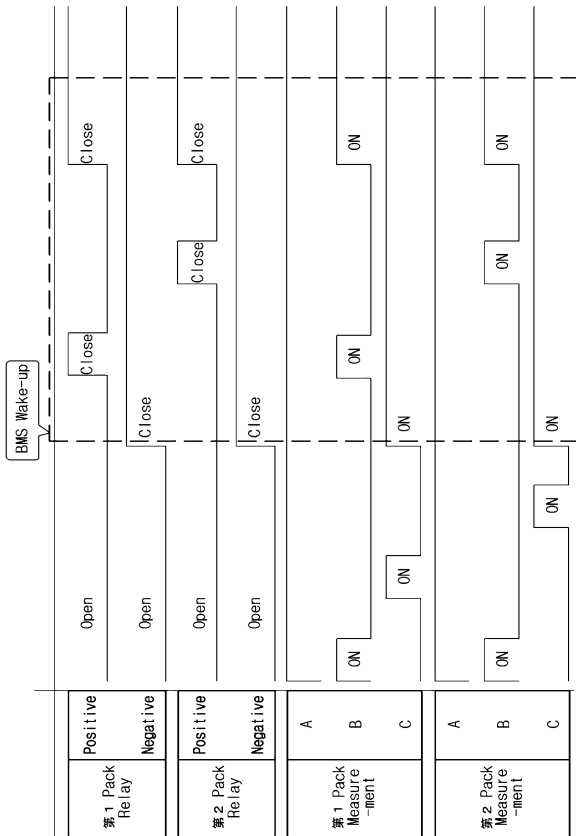 BMS Wake-up
第1 Pack
Relay
Positive
Open
Close
Close
Negative
Open
Close
第2 Pack
Relay
Positive
Open
Close
Close
Negative
Open
Close
第1 Pack
Measure
-ment
A
B
ON
ON
ON
C
ON
ON
第2 Pack
Measure
-ment
A
B
ON
ON
ON
C
ON
ON